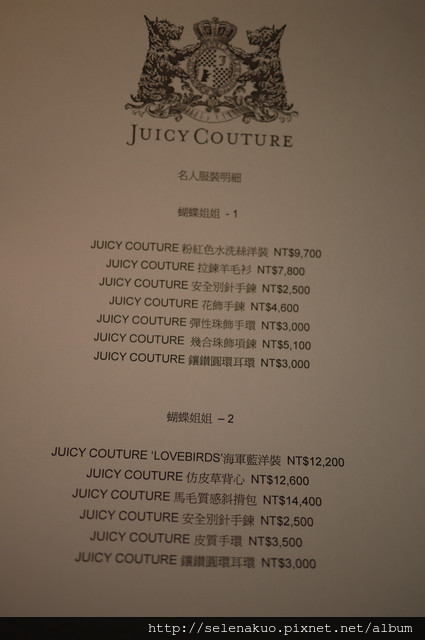 JUICY COUTURE
名人服裝明細
蝴蝶姐姐 - 1
JUICY COUTURE 粉紅色水洗絲洋裝 NT$9,700
JUICY COUTURE 拉鍊羊毛衫 NT$7,800
JUICY COUTURE 安全別針手鍊 NT$2,500
JUICY COUTURE 花飾手鍊 NT$4,600
JUICY COUTURE 彈性珠飾手環 NT$3,000
JUICY COUTURE 幾合珠飾項鍊 NT$5,100
JUICY COUTURE 鑲鑽圓環耳環 NT$3,000
蝴蝶姐姐 – 2
JUICY COUTURE ‘LOVEBIRDS’海軍藍洋裝 NT$12,200
JUICY COUTURE 仿皮草背心 NT$12,600
JUICY COUTURE 馬毛質感斜揹包 NT$14,400
JUICY COUTURE 安全別針手鍊 NT$2,500
JUICY COUTURE 皮質手環 NT$3,500
JUICY COUTURE 鑲鑽圓環耳環 NT$3,000
http://selenakuo.pixnet.net/album